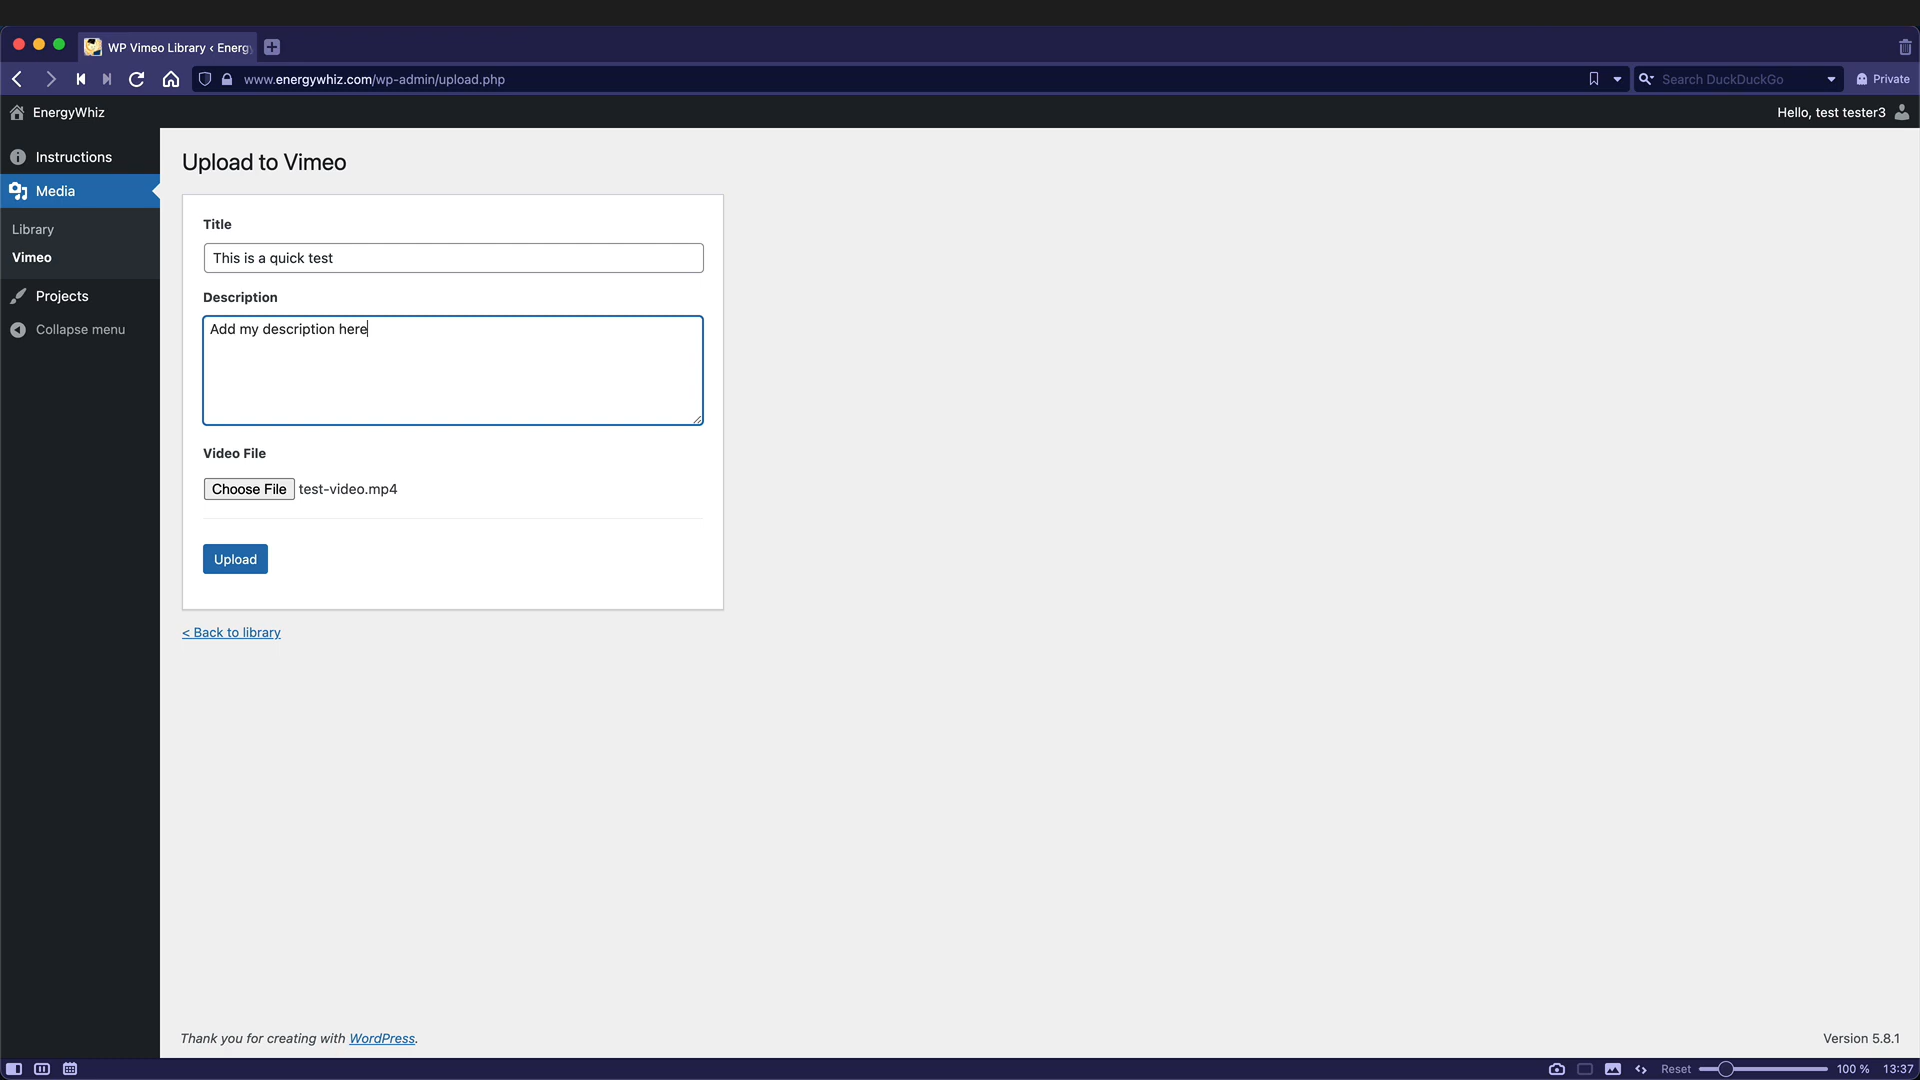 WP Vimeo Library ‹ Energ
www.energywhiz.com/wp-admin/upload.php
Search DuckDuckGo
Private
EnergyWhiz
Hello, test tester3
Instructions
Media
Library
Vimeo
Projects
Collapse menu
Upload to Vimeo
Title
This is a quick test
Description
Add my description here
Video File
Choose File test-video.mp4
Upload
< Back to library
Thank you for creating with WordPress.
Version 5.8.1
Reset
100 %
13:37